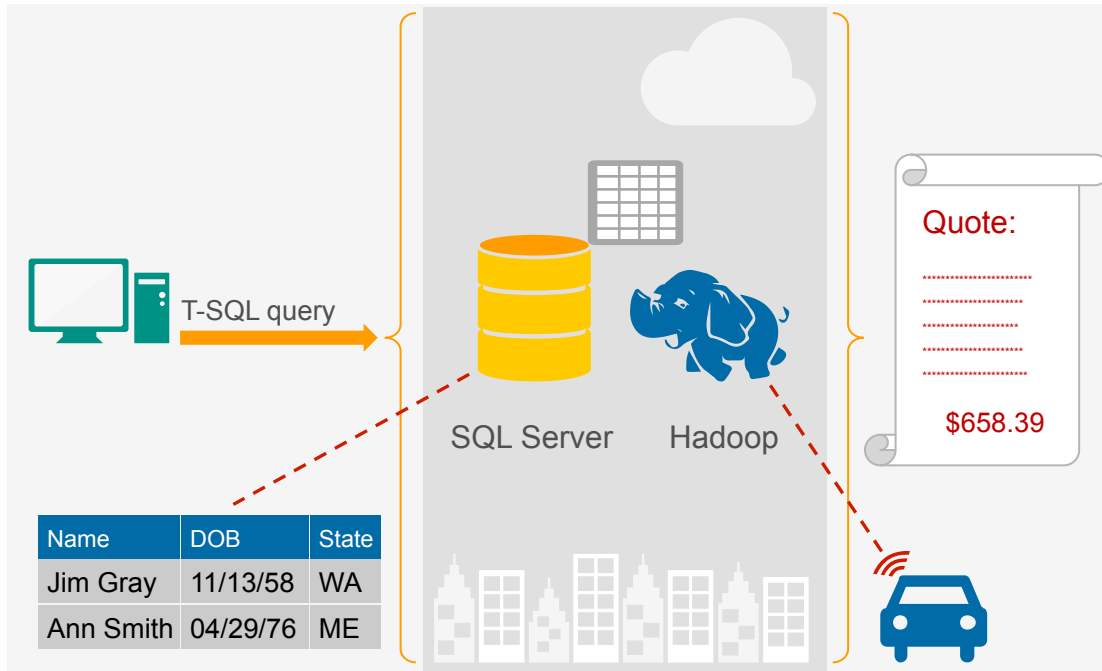 T-SQL query
SQL Server
Hadoop
Quote:
************************
**********************
*********************
**********************
***********************
$658.39
Name DOB State
Jim Gray 11/13/58 WA
Ann Smith 04/29/76 ME